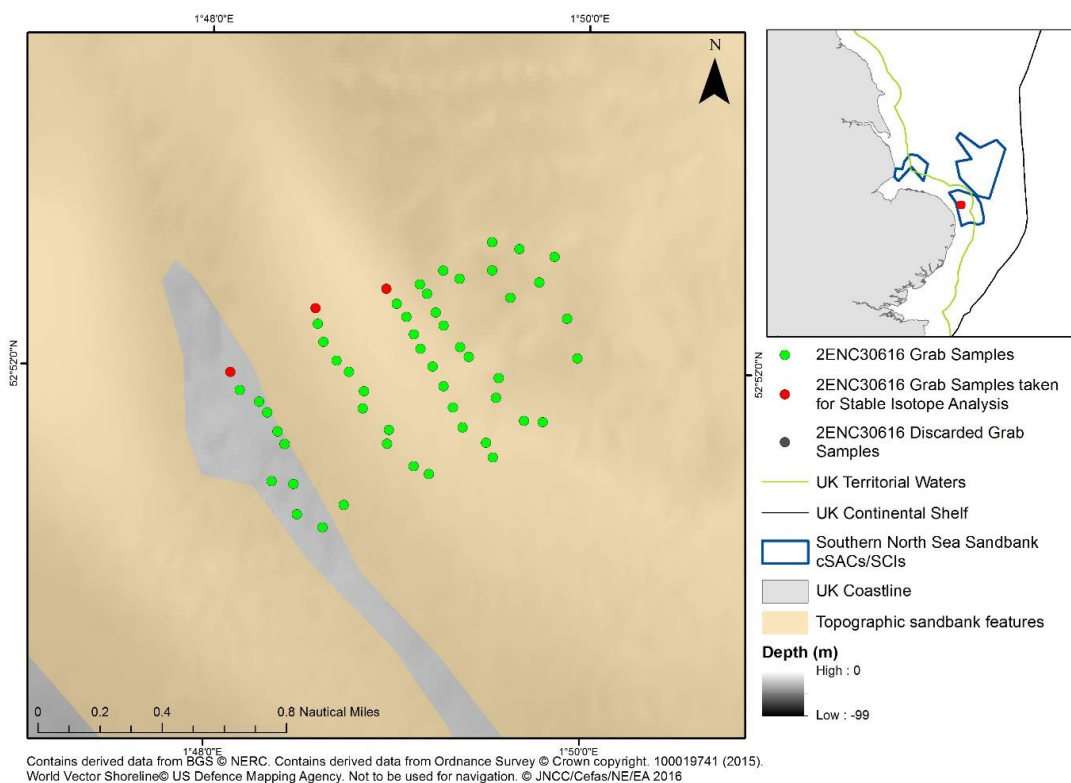 1°48'0"E
1°50'0"E
N
52°52'0"N
52°52'0"N
0
0.2
0.4
0.8 Nautical Miles
1°48'0"E
1°50'0"E
2ENC30616 Grab Samples
2ENC30616 Grab Samples taken
for Stable Isotope Analysis
2ENC30616 Discarded Grab
Samples
UK Territorial Waters
UK Continental Shelf
Southern North Sea Sandbank
cSACs/SCIs
UK Coastline
Topographic sandbank features
Depth (m)
High : 0
Low : -99
Contains derived data from BGS © NERC. Contains derived data from Ordnance Survey © Crown copyright. 100019741 (2015).
World Vector Shoreline© US Defence Mapping Agency. Not to be used for navigation. © JNCC/Cefas/NE/EA 2016